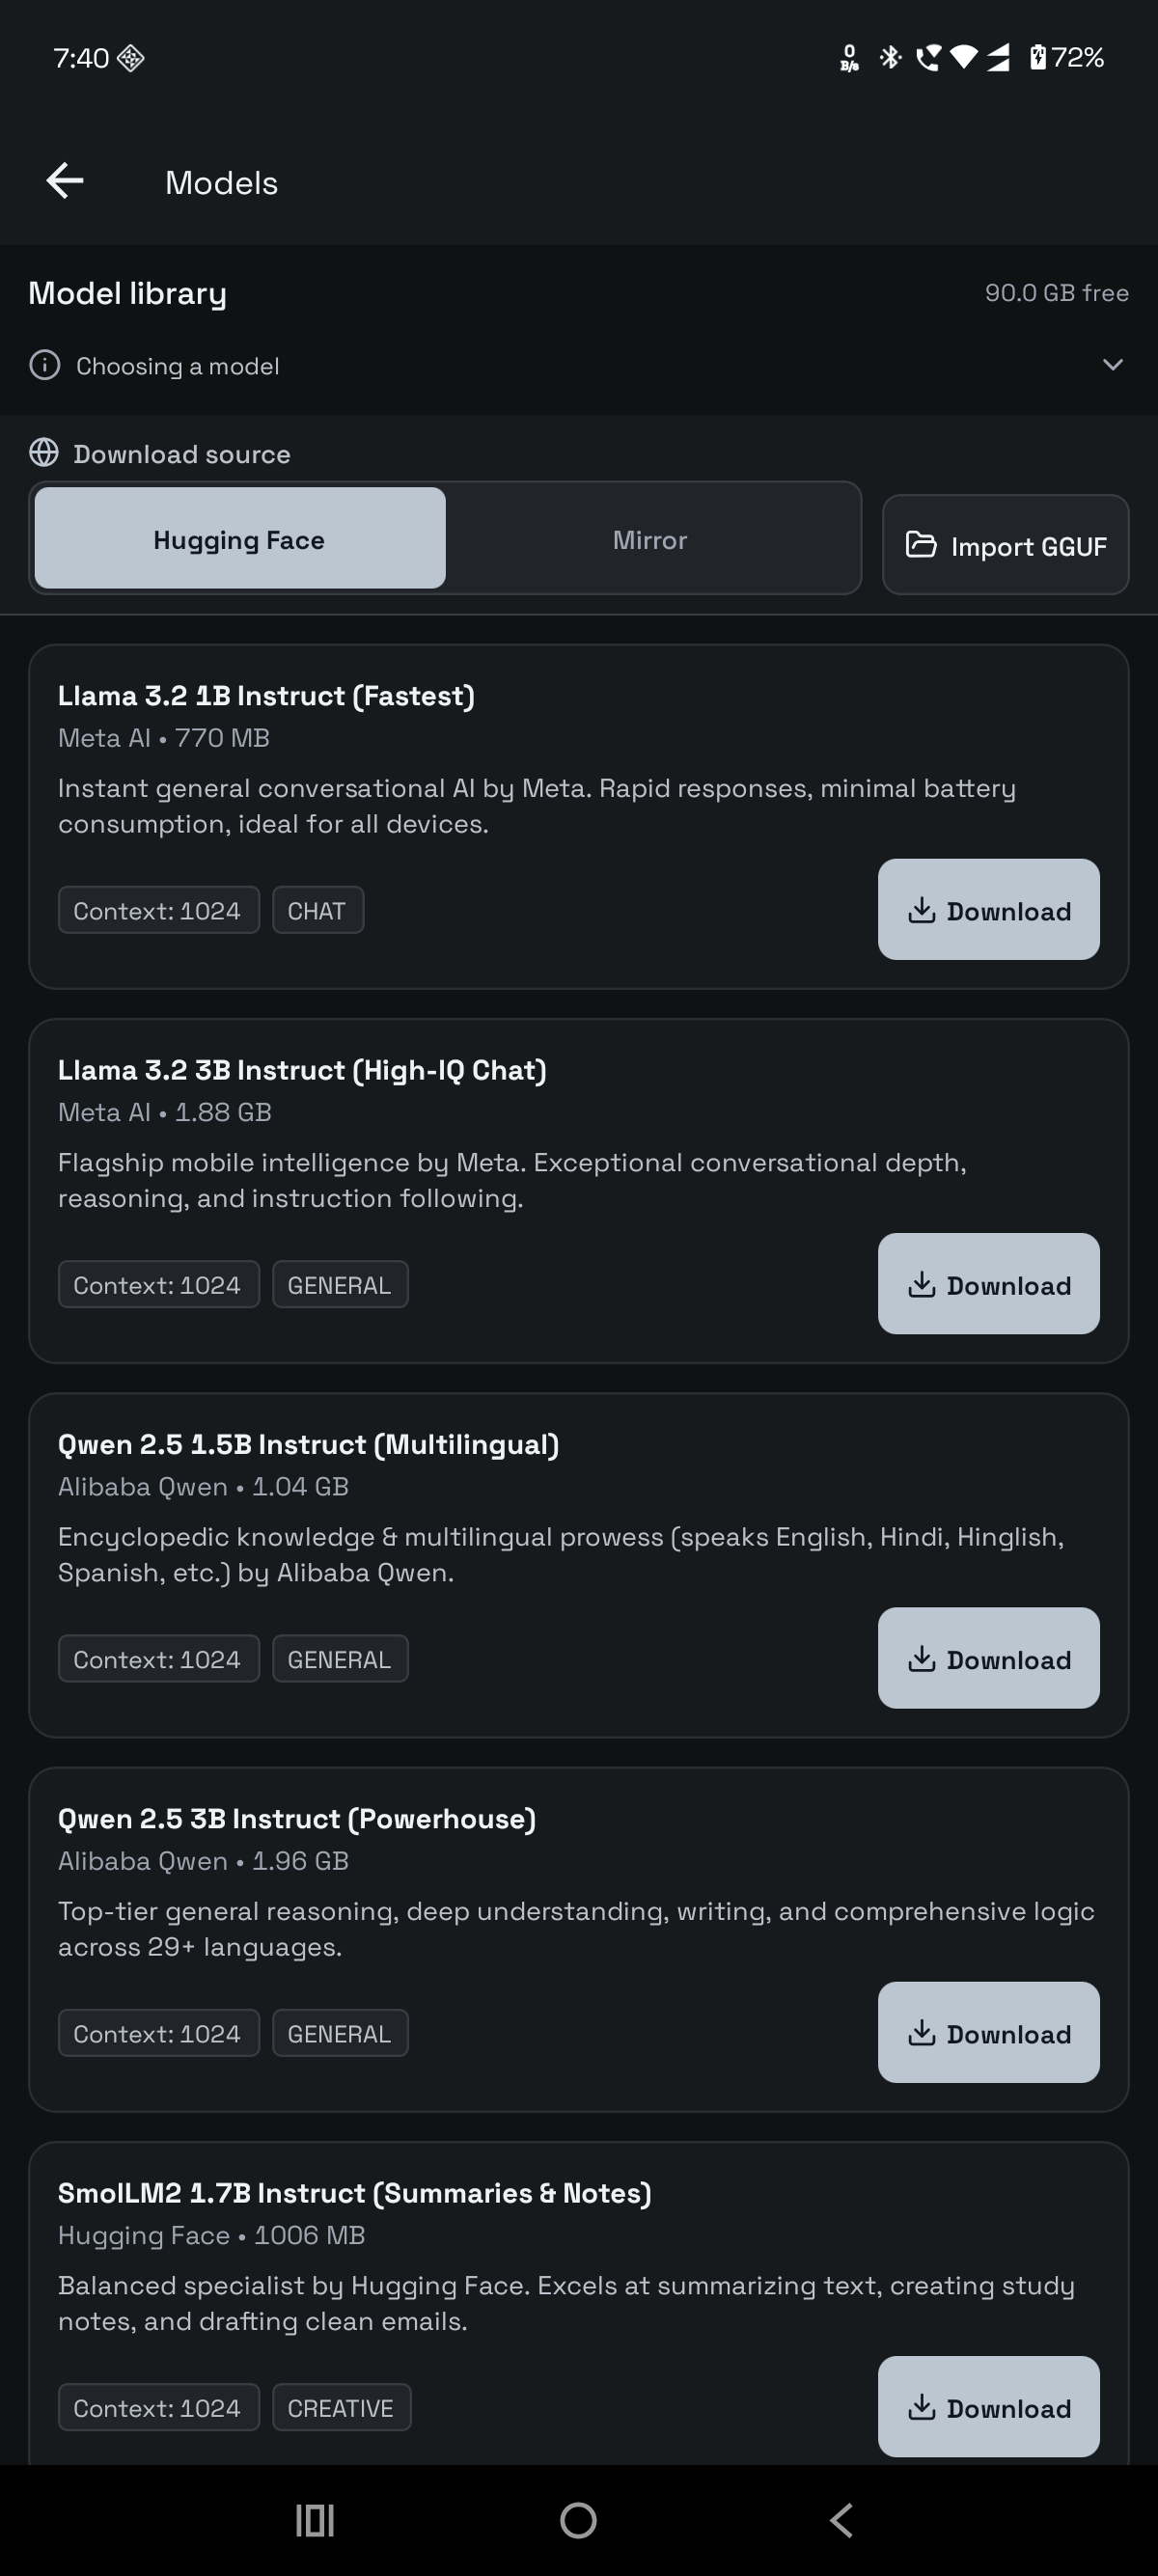 7:40
0
B/s
72%
Models
Model library
90.0 GB free
Choosing a model
Download source
Hugging Face
Mirror
Import GGUF
Llama 3.2 1B Instruct (Fastest)
Meta AI • 770 MB
Instant general conversational AI by Meta. Rapid responses, minimal battery
consumption, ideal for all devices.
Context: 1024
CHAT
Download
Llama 3.2 3B Instruct (High-IQ Chat)
Meta AI • 1.88 GB
Flagship mobile intelligence by Meta. Exceptional conversational depth,
reasoning, and instruction following.
Context: 1024
GENERAL
Download
Qwen 2.5 1.5B Instruct (Multilingual)
Alibaba Qwen • 1.04 GB
Encyclopedic knowledge & multilingual prowess (speaks English, Hindi, Hinglish,
Spanish, etc.) by Alibaba Qwen.
Context: 1024
GENERAL
Download
Qwen 2.5 3B Instruct (Powerhouse)
Alibaba Qwen • 1.96 GB
Top-tier general reasoning, deep understanding, writing, and comprehensive logic
across 29+ languages.
Context: 1024
GENERAL
Download
SmolLM2 1.7B Instruct (Summaries & Notes)
Hugging Face • 1006 MB
Balanced specialist by Hugging Face. Excels at summarizing text, creating study
notes, and drafting clean emails.
Context: 1024
CREATIVE
Download